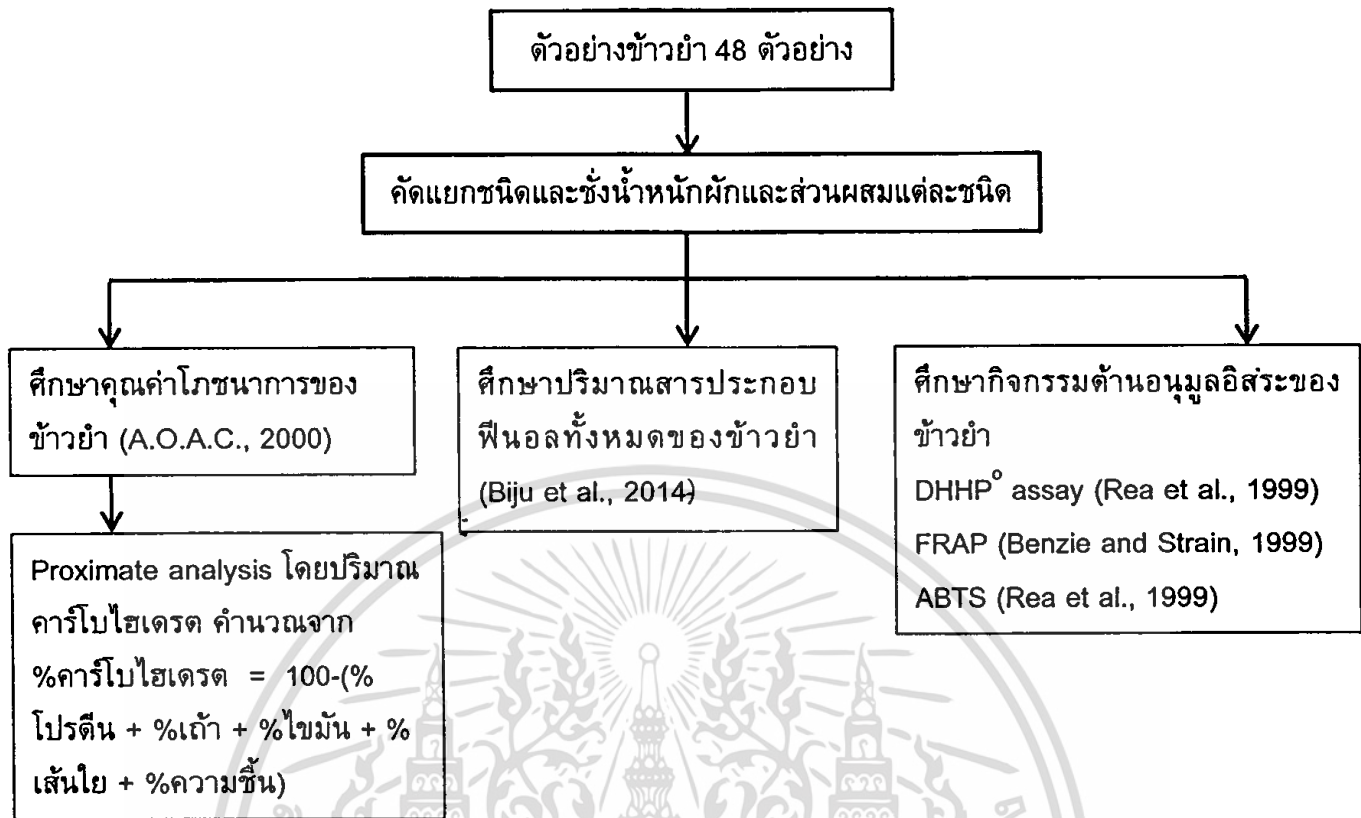 ตัวอย่างข้าวยำ 48 ตัวอย่าง
คัดแยกชนิดและชั่งน้ำหนักผักและส่วนผสมแต่ละชนิด
ศึกษาคุณค่าโภชนาการของ
ข้าวยำ (A.O.A.C., 2000)
Proximate analysis โดยปริมาณ
คาร์โบไฮเดรต คำนวณจาก
%คาร์โบไฮเดรต = 100-(%
โปรตีน + %เถ้า + %ไขมัน + %
เส้นใย + %ความชื้น)
ศึกษาปริมาณสารประกอบ
ฟีนอลทั้งหมดของข้าวยำ
(Biju et al., 2014)
ศึกษากิจกรรมต้านอนุมูลอิสระของ
ข้าวยำ
DHHP° assay (Rea et al., 1999)
FRAP (Benzie and Strain, 1999)
ABTS (Rea et al., 1999)